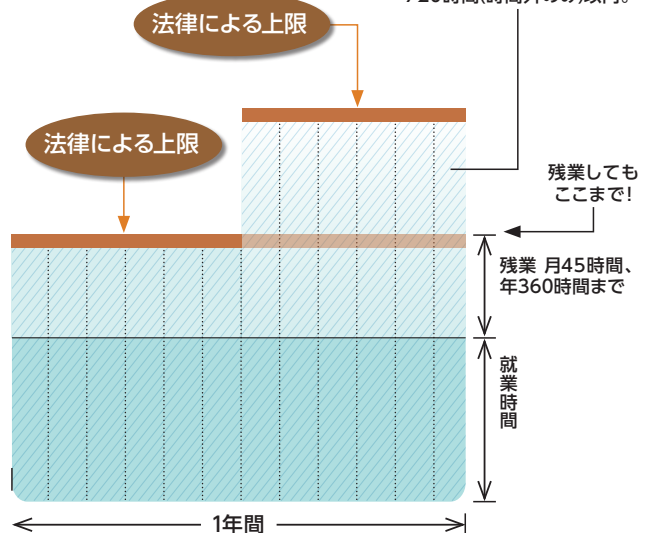 法律による上限
法律による上限
残業しても
ここまで!
残業 月45時間、
年360時間まで
就業時間
1年間